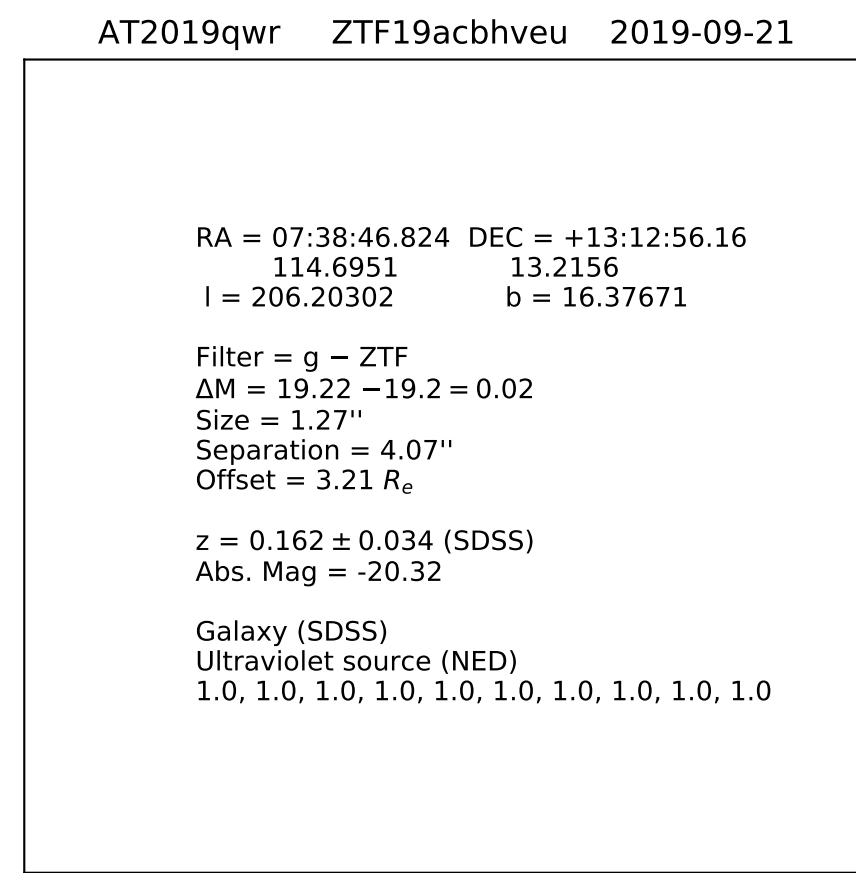 AT2019qwr ZTF19acbhveu 2019-09-21
RA = 07:38:46.824 DEC = +13:12:56.16
114.6951 13.2156
l = 206.20302 b = 16.37671
Filter = g − ZTF
ΔM = 19.22 −19.2 = 0.02
Size = 1.27''
Separation = 4.07''
Offset = 3.21 Rₑ
z = 0.162 ± 0.034 (SDSS)
Abs. Mag = -20.32
Galaxy (SDSS)
Ultraviolet source (NED)
1.0, 1.0, 1.0, 1.0, 1.0, 1.0, 1.0, 1.0, 1.0, 1.0